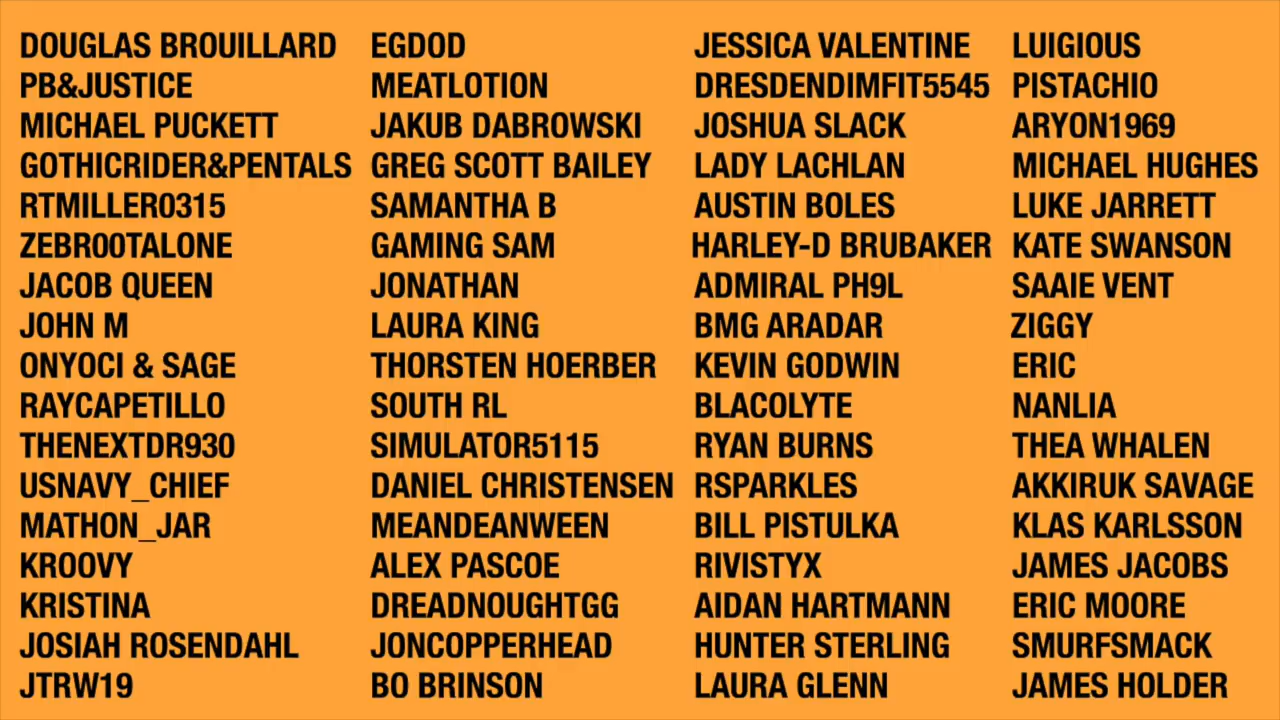 DOUGLAS BROUILLARD
PB&JUSTICE
MICHAEL PUCKETT
GOTHICRIDER&PENTALS
RTMILLER0315
ZEBR00TALONE
JACOB QUEEN
JOHN M
ONYOCI & SAGE
RAYCAPETILLO
THENEXTDR930
USNAVY_CHIEF
MATHON_JAR
KROOVY
KRISTINA
JOSIAH ROSENDAHL
JTRW19
EGDOD
MEATLOTION
JAKUB DABROWSKI
GREG SCOTT BAILEY
SAMANTHA B
GAMING SAM
JONATHAN
LAURA KING
THORSTEN HOERBER
SOUTH RL
SIMULATOR5115
DANIEL CHRISTENSEN
MEANDEANWEEN
ALEX PASCOE
DREADNOUGHTGG
JONCOPPERHEAD
BO BRINSON
JESSICA VALENTINE
DRESDENDIMFIT5545
JOSHUA SLACK
LADY LACHLAN
AUSTIN BOLES
HARLEY-D BRUBAKER
ADMIRAL PH9L
BMG ARADAR
KEVIN GODWIN
BLACOLYTE
RYAN BURNS
RSPARKLES
BILL PISTULKA
RIVISTYX
AIDAN HARTMANN
HUNTER STERLING
LAURA GLENN
LUIGIOUS
PISTACHIO
ARYON1969
MICHAEL HUGHES
LUKE JARRETT
KATE SWANSON
SAAIE VENT
ZIGGY
ERIC
NANLIA
THEA WHALEN
AKKIRUK SAVAGE
KLAS KARLSSON
JAMES JACOBS
ERIC MOORE
SMURFSMACK
JAMES HOLDER